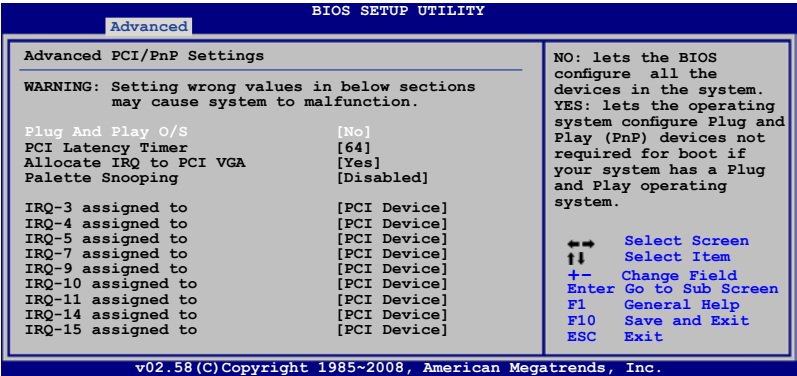 BIOS SETUP UTILITY
Advanced
Advanced PCI/PnP Settings
WARNING: Setting wrong values in below sections
may cause system to malfunction.
Plug And Play O/S [No]
PCI Latency Timer [64]
Allocate IRQ to PCI VGA [Yes]
Palette Snooping [Disabled]
IRQ-3 assigned to [PCI Device]
IRQ-4 assigned to [PCI Device]
IRQ-5 assigned to [PCI Device]
IRQ-7 assigned to [PCI Device]
IRQ-9 assigned to [PCI Device]
IRQ-10 assigned to [PCI Device]
IRQ-11 assigned to [PCI Device]
IRQ-14 assigned to [PCI Device]
IRQ-15 assigned to [PCI Device]
NO: lets the BIOS
configure all the
devices in the system.
YES: lets the operating
system configure Plug and
Play (PnP) devices not
required for boot if
your system has a Plug
and Play operating
system.
←→ Select Screen
↑↓ Select Item
+- Change Field
Enter Go to Sub Screen
F1 General Help
F10 Save and Exit
ESC Exit
v02.58(C)Copyright 1985~2008, American Megatrends, Inc.